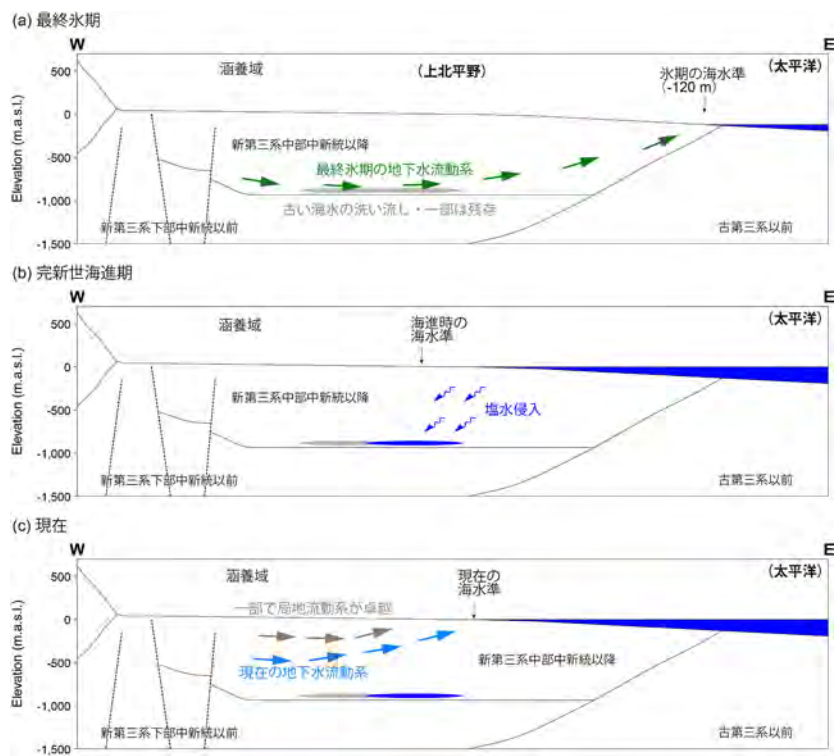 (a) 最終氷期
W
E
涵養域
(上北平野)
氷期の海水準
(-120 m)
(太平洋)
Elevation (m.a.s.l.)
500
0
-500
-1,000
-1,500
新第三系中部中新統以降
最終氷期の地下水流動系
古い海水の洗い流し・一部は残存
新第三系下部中新統以前
古第三系以前
(b) 完新世海進期
W
E
涵養域
海進時の
海水準
(太平洋)
Elevation (m.a.s.l.)
500
0
-500
-1,000
-1,500
新第三系中部中新統以降
塩水侵入
新第三系下部中新統以前
古第三系以前
(c) 現在
W
E
涵養域
現在の
海水準
(太平洋)
Elevation (m.a.s.l.)
500
0
-500
-1,000
-1,500
一部で局地流動系が卓越
現在の地下水流動系
新第三系中部中新統以降
新第三系下部中新統以前
古第三系以前